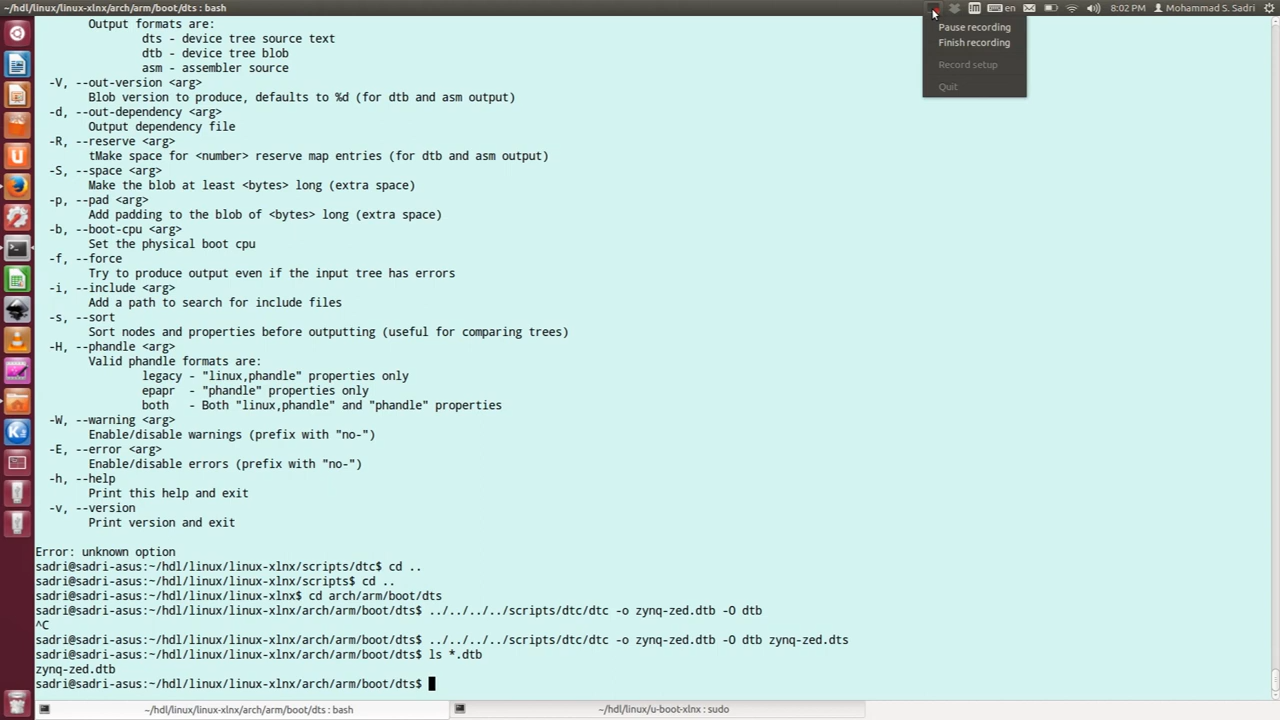 ~/hdl/linux/linux-xlnx/arch/arm/boot/dts : bash
en
8:02 PM
Mohammad S. Sadri
Pause recording
Finish recording
Record setup
Quit
Output formats are:
dts - device tree source text
dtb - device tree blob
asm - assembler source
-V, --out-version <arg>
Blob version to produce, defaults to %d (for dtb and asm output)
-d, --out-dependency <arg>
Output dependency file
-R, --reserve <arg>
tMake space for <number> reserve map entries (for dtb and asm output)
-S, --space <arg>
Make the blob at least <bytes> long (extra space)
-p, --pad <arg>
Add padding to the blob of <bytes> long (extra space)
-b, --boot-cpu <arg>
Set the physical boot cpu
-f, --force
Try to produce output even if the input tree has errors
-i, --include <arg>
Add a path to search for include files
-s, --sort
Sort nodes and properties before outputting (useful for comparing trees)
-H, --phandle <arg>
Valid phandle formats are:
legacy - "linux,phandle" properties only
epapr - "phandle" properties only
both - Both "linux,phandle" and "phandle" properties
-W, --warning <arg>
Enable/disable warnings (prefix with "no-")
-E, --error <arg>
Enable/disable errors (prefix with "no-")
-h, --help
Print this help and exit
-v, --version
Print version and exit
Error: unknown option
sadri@sadri-asus:~/hdl/linux/linux-xlnx/scripts/dtc$ cd ..
sadri@sadri-asus:~/hdl/linux/linux-xlnx/scripts$ cd ..
sadri@sadri-asus:~/hdl/linux/linux-xlnx$ cd arch/arm/boot/dts
sadri@sadri-asus:~/hdl/linux/linux-xlnx/arch/arm/boot/dts$ ../../../../scripts/dtc/dtc -o zynq-zed.dtb -O dtb
^C
sadri@sadri-asus:~/hdl/linux/linux-xlnx/arch/arm/boot/dts$ ../../../../scripts/dtc/dtc -o zynq-zed.dtb -O dtb zynq-zed.dts
sadri@sadri-asus:~/hdl/linux/linux-xlnx/arch/arm/boot/dts$ ls *.dtb
zynq-zed.dtb
sadri@sadri-asus:~/hdl/linux/linux-xlnx/arch/arm/boot/dts$
~/hdl/linux/linux-xlnx/arch/arm/boot/dts : bash
~/hdl/linux/u-boot-xlnx : sudo